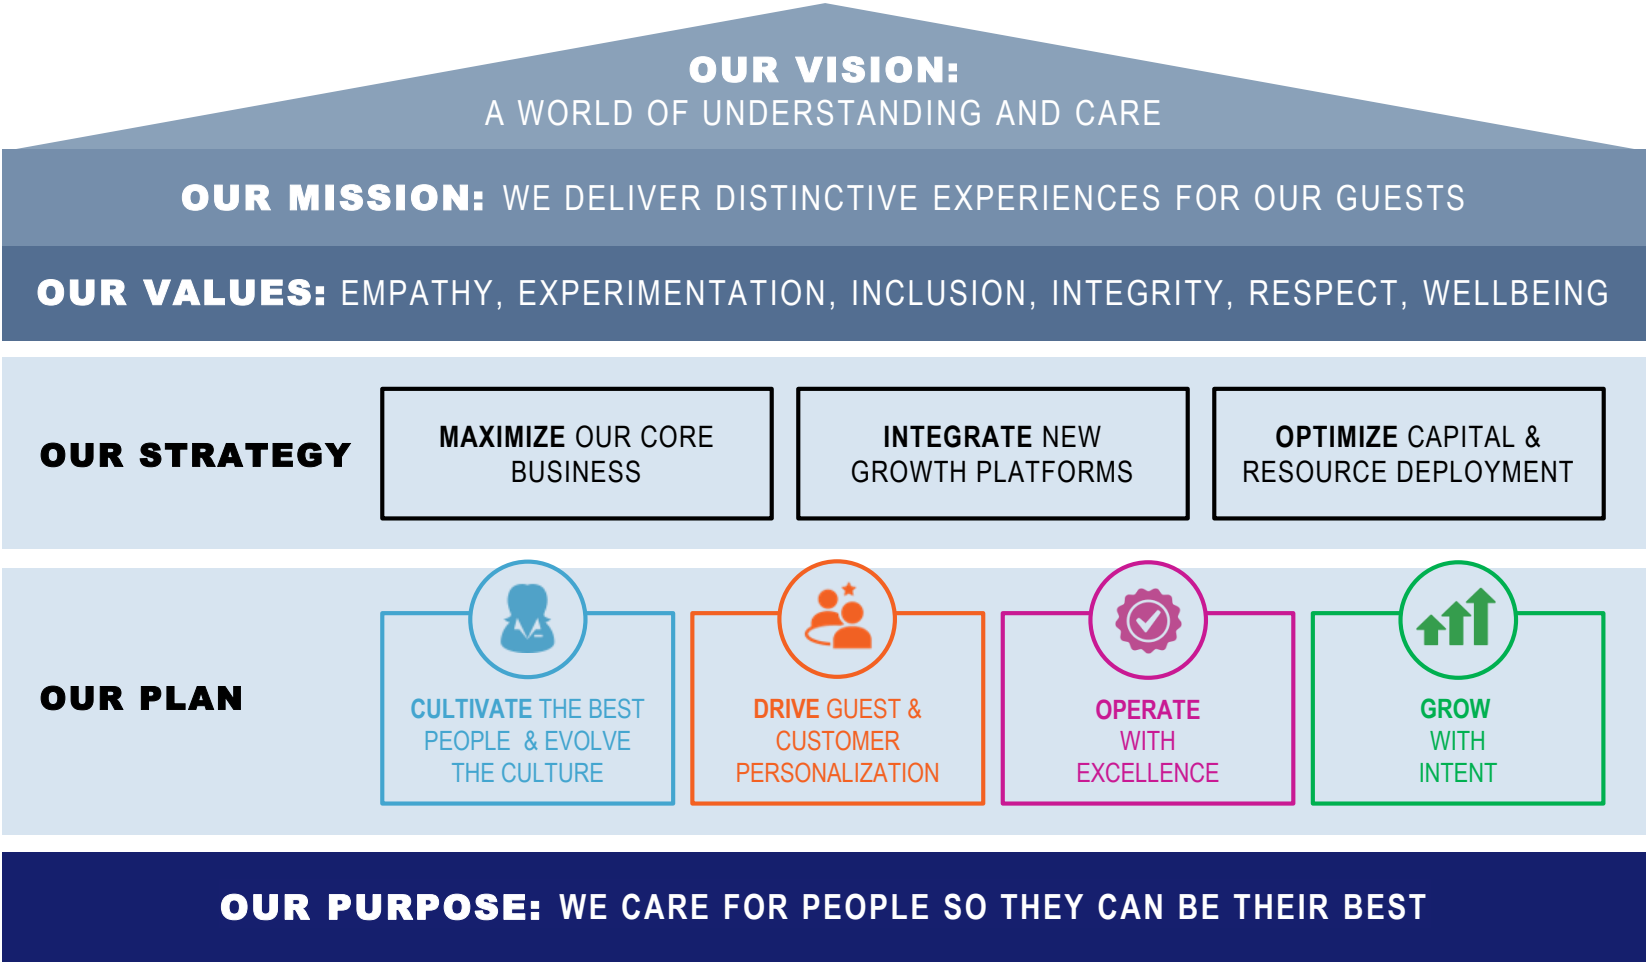 OUR VISION:
A WORLD OF UNDERSTANDING AND CARE
OUR MISSION: WE DELIVER DISTINCTIVE EXPERIENCES FOR OUR GUESTS
OUR VALUES: EMPATHY, EXPERIMENTATION, INCLUSION, INTEGRITY, RESPECT, WELLBEING
OUR STRATEGY
MAXIMIZE OUR CORE
BUSINESS
INTEGRATE NEW
GROWTH PLATFORMS
OPTIMIZE CAPITAL &
RESOURCE DEPLOYMENT
OUR PLAN
CULTIVATE THE BEST
PEOPLE & EVOLVE
THE CULTURE
DRIVE GUEST &
CUSTOMER
PERSONALIZATION
OPERATE
WITH
EXCELLENCE
GROW
WITH
INTENT
OUR PURPOSE: WE CARE FOR PEOPLE SO THEY CAN BE THEIR BEST